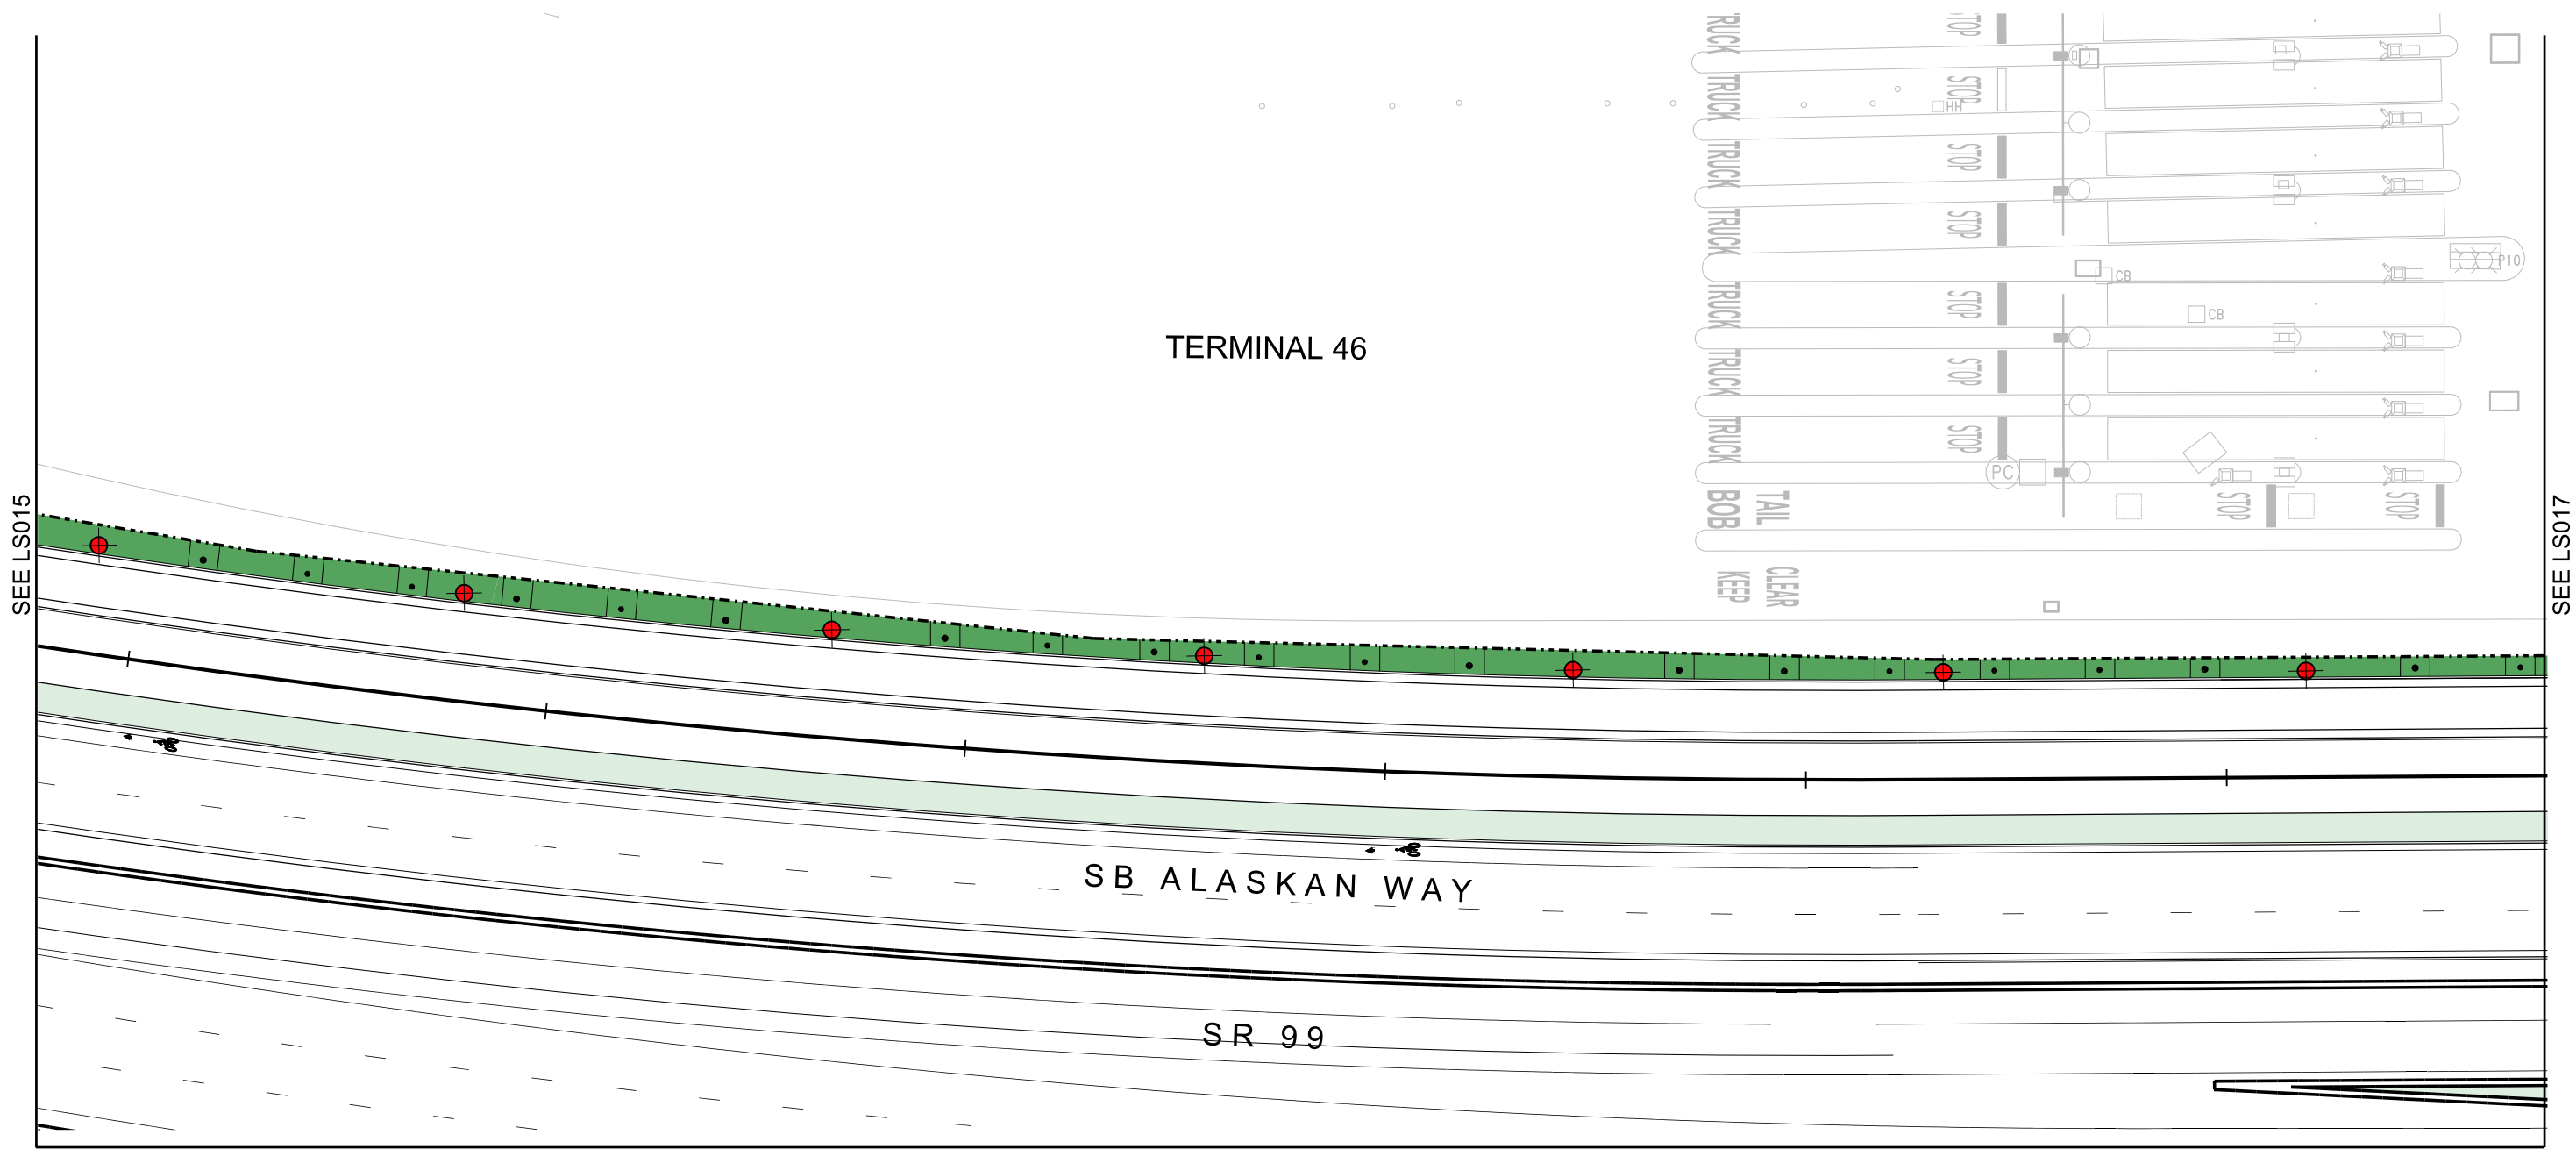 TRUCK
STOP
TRUCK
STOP
HH
TRUCK
STOP
TRUCK
STOP
P10
CB
TRUCK
STOP
CB
TERMINAL 46
TRUCK
STOP
TRUCK
STOP
PC
BOB
TAIL
STOP
STOP
KEEP
CLEAR
SEE LS015
SEE LS017
SB ALASKAN WAY
SR 99